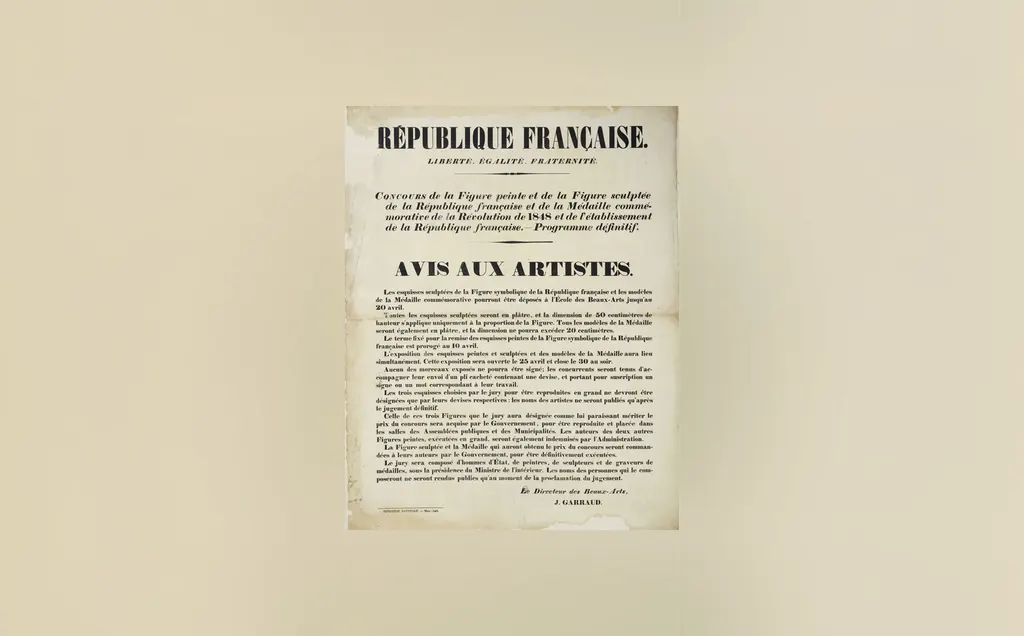 RÉPUBLIQUE FRANÇAISE.
LIBERTÉ, ÉGALITÉ, FRATERNITÉ.
CONCOURS de la Figure peinte et de la Figure sculptée
de la République française et de la Médaille commé-
morative de la Révolution de 1848 et de l'établissement
de la République française.—Programme définitif.
AVIS AUX ARTISTES.
Les esquisses sculptées de la Figure symbolique de la République française et les modèles
de la Médaille commémorative pourront être déposés à l'École des Beaux-Arts jusqu'au
20 avril.
Toutes les esquisses sculptées seront en plâtre, et la dimension de 50 centimètres de
hauteur s'applique uniquement à la proportion de la Figure. Tous les modèles de la Médaille
seront également en plâtre, et la dimension ne pourra excéder 20 centimètres.
Le terme fixé pour la remise des esquisses peintes de la Figure symbolique de la République
française est prorogé au 10 avril.
L'exposition des esquisses peintes et sculptées et des modèles de la Médaille aura lieu
simultanément. Cette exposition sera ouverte le 25 avril et close le 30 au soir.
Aucun des morceaux exposés ne pourra être signé; les concurrents seront tenus d'ac-
compagner leur envoi d'un pli cacheté contenant une devise, et portant pour suscription un
signe ou un mot correspondant à leur travail.
Les trois esquisses choisies par le jury pour être reproduites en grand ne devront être
désignées que par leurs devises respectives; les noms des artistes ne seront publiés qu'après
le jugement définitif.
Celle de ces trois Figures que le jury aura désignée comme lui paraissant mériter le
prix du concours sera acquise par le Gouvernement, pour être reproduite et placée dans
les salles des Assemblées publiques et des Municipalités. Les auteurs des deux autres
Figures peintes, exécutées en grand, seront également indemnisés par l'Administration.
La Figure sculptée et la Médaille qui auront obtenu le prix du concours seront comman-
dées à leurs auteurs par le Gouvernement, pour être définitivement exécutées.
Le jury sera composé d'hommes d'État, de peintres, de sculpteurs et de graveurs de
médailles, sous la présidence du Ministre de l'intérieur. Les noms des personnes qui le com-
poseront ne seront rendus publics qu'au moment de la proclamation du jugement.
Le Directeur des Beaux-Arts,
J. GARRAUD.